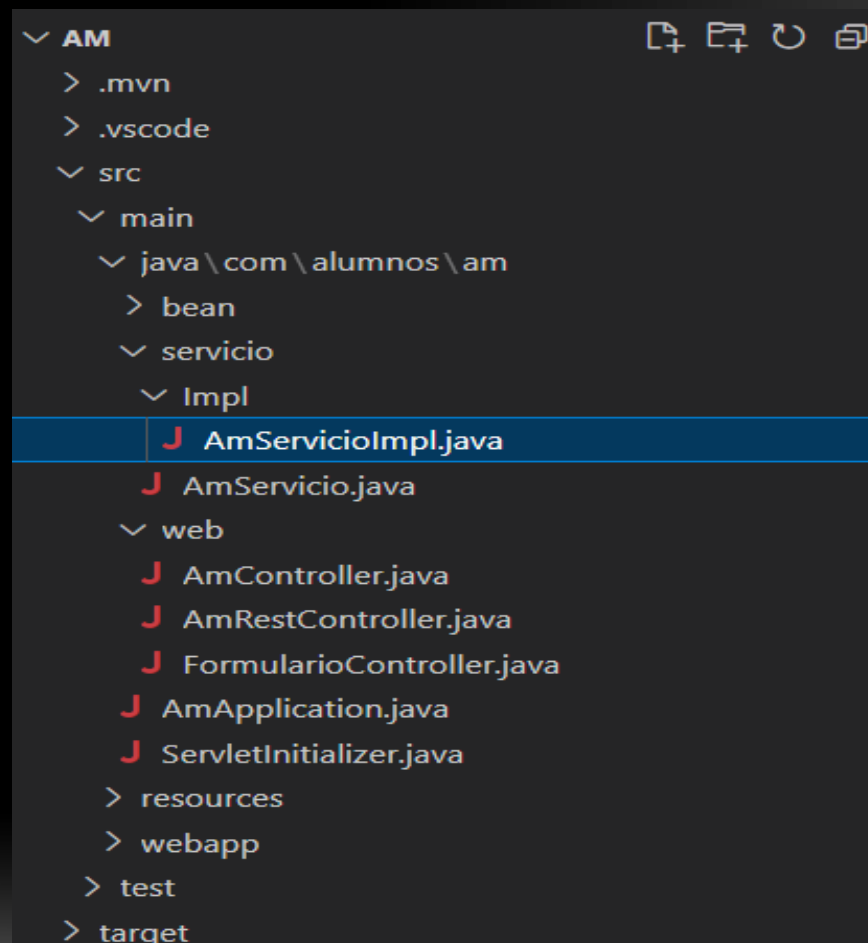 AM
.mvn
.vscode
src
main
java\com\alumnos\am
bean
servicio
Impl
J AmServicioImpl.java
J AmServicio.java
web
J AmController.java
J AmRestController.java
J FormularioController.java
J AmApplication.java
J ServletInitializer.java
resources
webapp
test
target